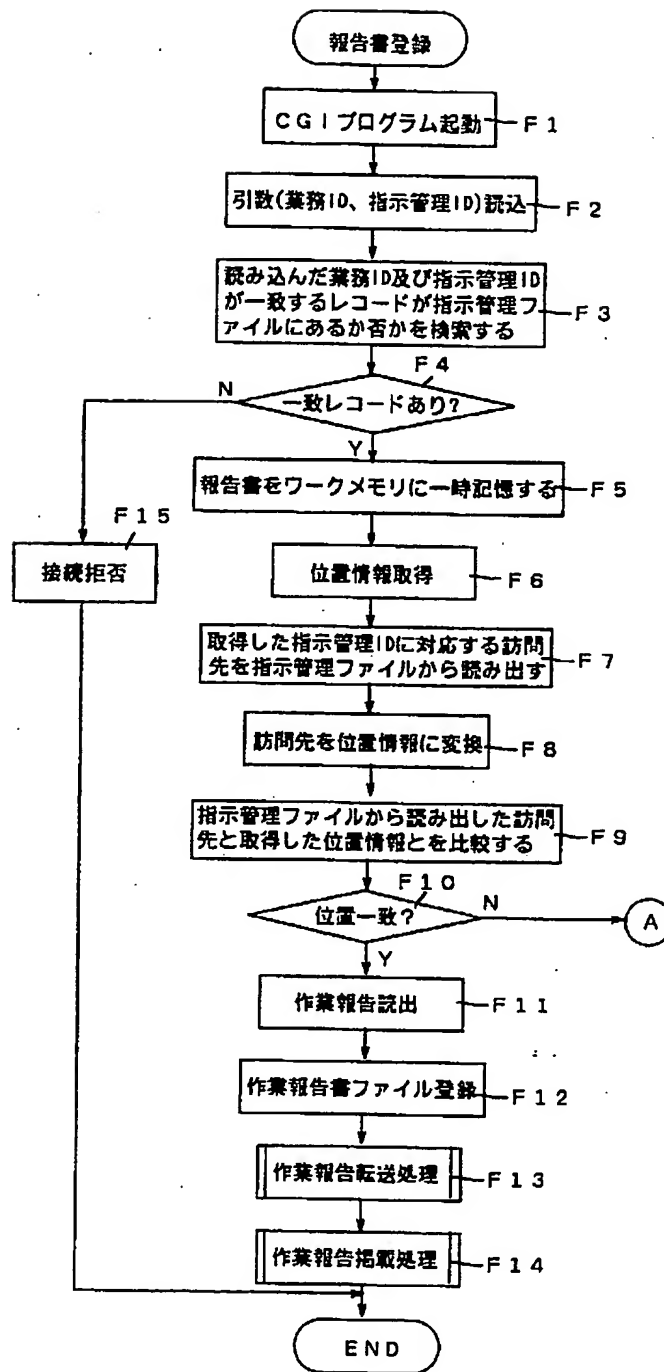 報告書登録
CGIプログラム起動
F1
引数(業務ID、指示管理ID)読込
F2
読み込んだ業務ID及び指示管理ID
が一致するレコードが指示管理フ
ァイルにあるか否かを検索する
F3
F4
N
一致レコードあり?
Y
報告書をワークメモリに一時記憶する
F5
F15
接続拒否
位置情報取得
F6
取得した指示管理IDに対応する訪問
先を指示管理ファイルから読み出す
F7
訪問先を位置情報に変換
F8
指示管理ファイルから読み出した訪問
先と取得した位置情報とを比較する
F9
F10
位置一致?
N
A
Y
作業報告読出
F11
作業報告書ファイル登録
F12
作業報告転送処理
F13
作業報告掲載処理
F14
END